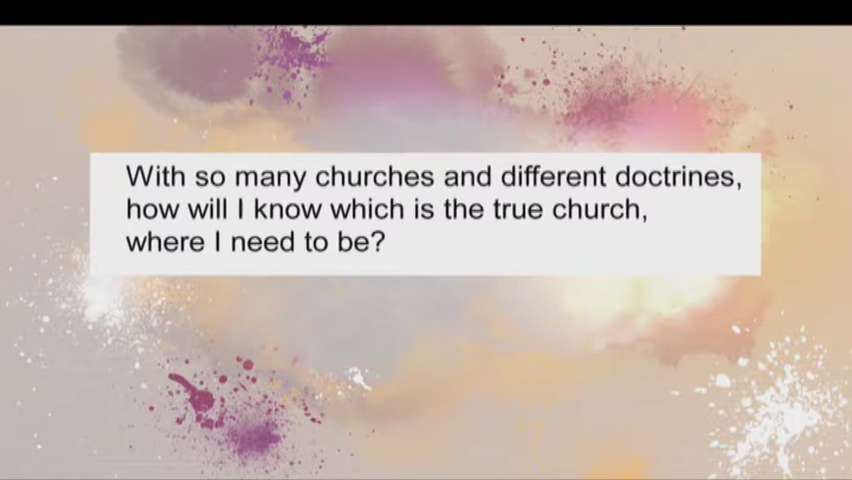 With so many churches and different doctrines,
how will I know which is the true church,
where I need to be?